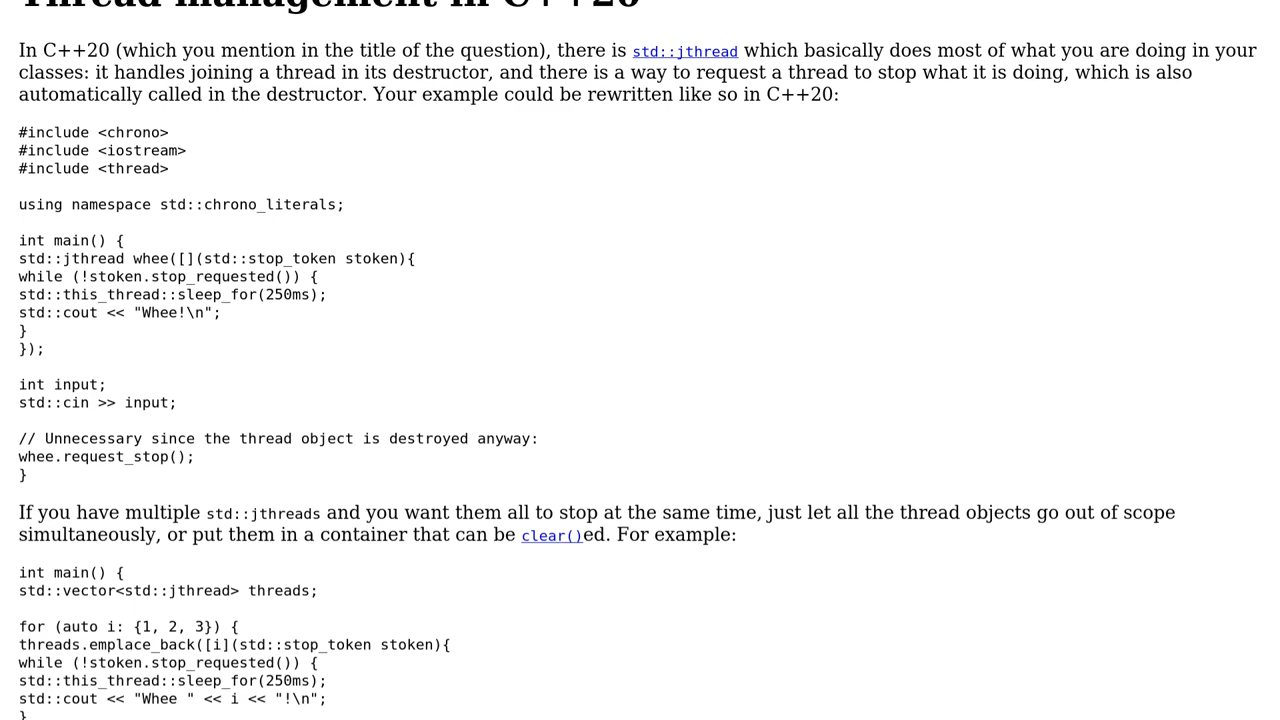 Thread management in C++20
In C++20 (which you mention in the title of the question), there is std::jthread which basically does most of what you are doing in your
classes: it handles joining a thread in its destructor, and there is a way to request a thread to stop what it is doing, which is also
automatically called in the destructor. Your example could be rewritten like so in C++20:
#include <chrono>
#include <iostream>
#include <thread>
using namespace std::chrono_literals;
int main() {
std::jthread whee([](std::stop_token stoken){
while (!stoken.stop_requested()) {
std::this_thread::sleep_for(250ms);
std::cout << "Whee!\n";
}
});
int input;
std::cin >> input;
// Unnecessary since the thread object is destroyed anyway:
whee.request_stop();
}
If you have multiple std::jthreads and you want them all to stop at the same time, just let all the thread objects go out of scope
simultaneously, or put them in a container that can be clear()ed. For example:
int main() {
std::vector<std::jthread> threads;
for (auto i: {1, 2, 3}) {
threads.emplace_back([i](std::stop_token stoken){
while (!stoken.stop_requested()) {
std::this_thread::sleep_for(250ms);
std::cout << "Whee " << i << "!\n";
}